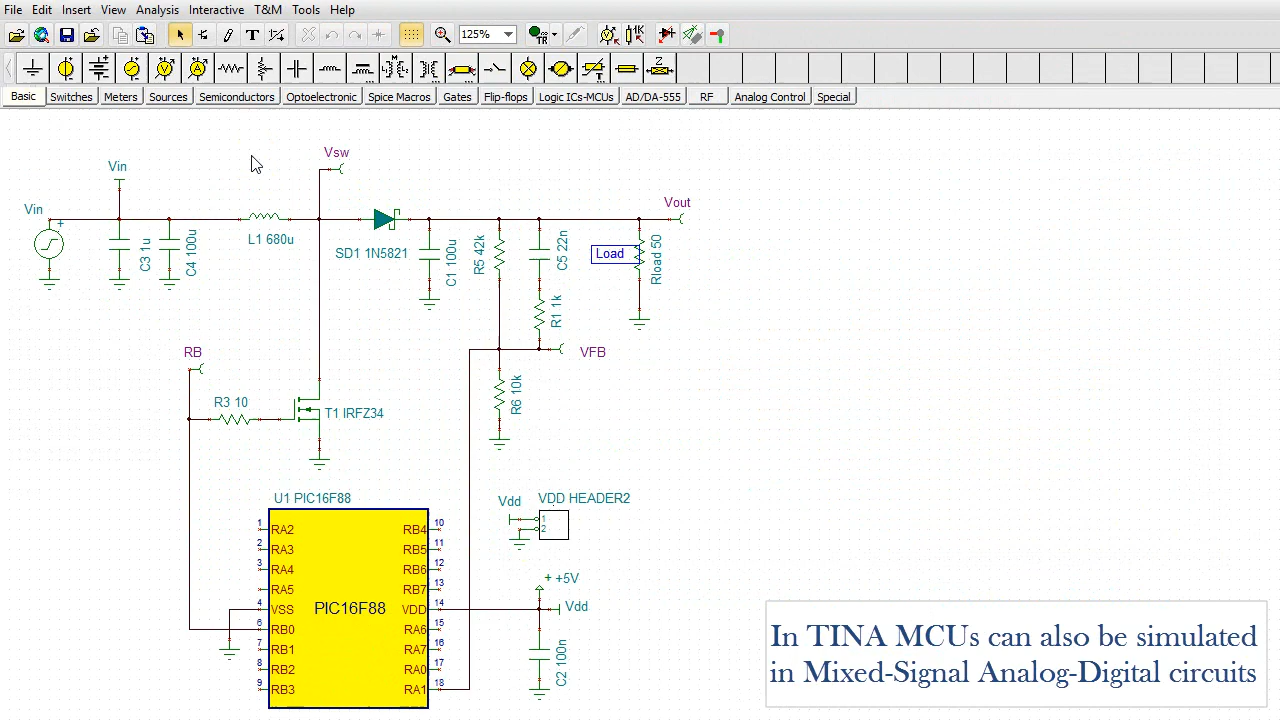 File Edit Insert View Analysis Interactive T&M Tools Help
125%
Basic Switches Meters Sources Semiconductors Optoelectronic Spice Macros Gates Flip-flops Logic ICs-MCUs AD/DA-555 RF Analog Control Special
Vsw
Vin
Vin
+
L1 680u
C3 1u
C4 100u
SD1 1N5821
C1 100u
R5 42k
C5 22n
Load
Rload 50
Vout
R1 1k
RB
VFB
R3 10
T1 IRFZ34
R6 10k
U1 PIC16F88
Vdd
VDD HEADER2
1
2
1 RA2 RB4 10
2 RA3 RB5 11
3 RA4 RB6 12
RA5 RB7 13
4 VSS PIC16F88 VDD 14
6 RB0 RA6 15
7 RB1 RA7 16
8 RB2 RA0 17
9 RB3 RA1 18
+ +5V
Vdd
C2 100n
In TINA MCUs can also be simulated
in Mixed-Signal Analog-Digital circuits